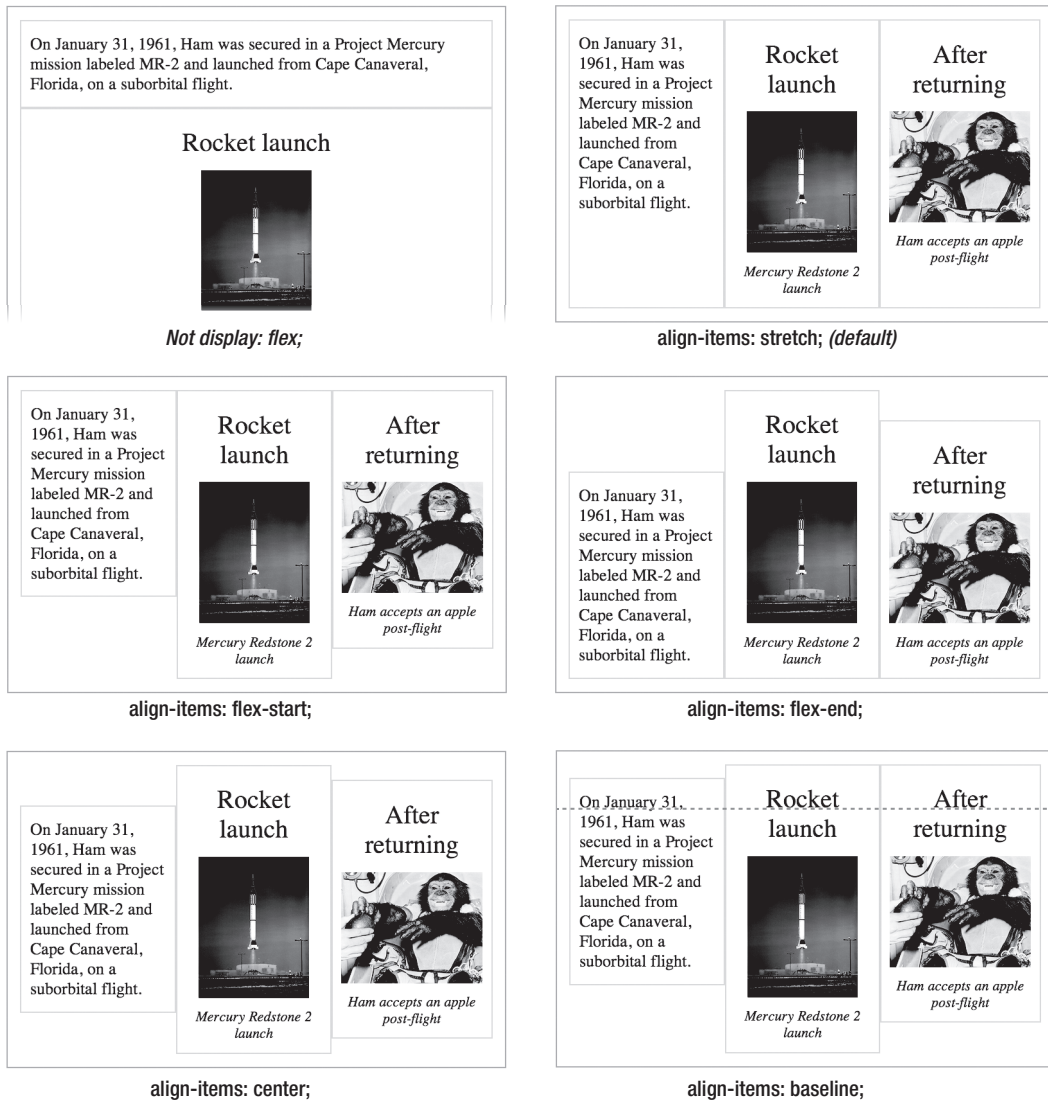 On January 31, 1961, Ham was secured in a Project Mercury
mission labeled MR-2 and launched from Cape Canaveral,
Florida, on a suborbital flight.
Rocket launch
Not display: flex;
On January 31,
1961, Ham was
secured in a Project
Mercury mission
labeled MR-2 and
launched from
Cape Canaveral,
Florida, on a
suborbital flight.
Rocket
launch
Mercury Redstone 2
launch
After
returning
Ham accepts an apple
post-flight
align-items: stretch; (default)
On January 31,
1961, Ham was
secured in a Project
Mercury mission
labeled MR-2 and
launched from
Cape Canaveral,
Florida, on a
suborbital flight.
Rocket
launch
Mercury Redstone 2
launch
After
returning
Ham accepts an apple
post-flight
align-items: flex-start;
On January 31,
1961, Ham was
secured in a Project
Mercury mission
labeled MR-2 and
launched from
Cape Canaveral,
Florida, on a
suborbital flight.
Rocket
launch
Mercury Redstone 2
launch
After
returning
Ham accepts an apple
post-flight
align-items: flex-end;
On January 31,
1961, Ham was
secured in a Project
Mercury mission
labeled MR-2 and
launched from
Cape Canaveral,
Florida, on a
suborbital flight.
Rocket
launch
Mercury Redstone 2
launch
After
returning
Ham accepts an apple
post-flight
align-items: center;
On January 31,
1961, Ham was
secured in a Project
Mercury mission
labeled MR-2 and
launched from
Cape Canaveral,
Florida, on a
suborbital flight.
Rocket
launch
Mercury Redstone 2
launch
After
returning
Ham accepts an apple
post-flight
align-items: baseline;